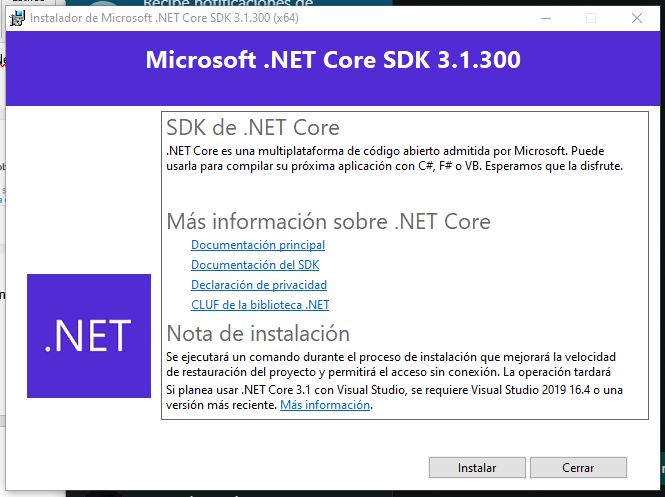 Recibe notificaciones de
Instalador de Microsoft .NET Core SDK 3.1.300 (x64)
Microsoft .NET Core SDK 3.1.300
SDK de .NET Core
.NET Core es una multiplataforma de código abierto admitida por Microsoft. Puede
usarla para compilar su próxima aplicación con C#, F# o VB. Esperamos que la disfrute.
Más información sobre .NET Core
Documentación principal
Documentación del SDK
Declaración de privacidad
CLUF de la biblioteca .NET
.NET
Nota de instalación
Se ejecutará un comando durante el proceso de instalación que mejorará la velocidad
de restauración del proyecto y permitirá el acceso sin conexión. La operación tardará
Si planea usar .NET Core 3.1 con Visual Studio, se requiere Visual Studio 2019 16.4 o una
versión más reciente. Más información.
Instalar
Cerrar